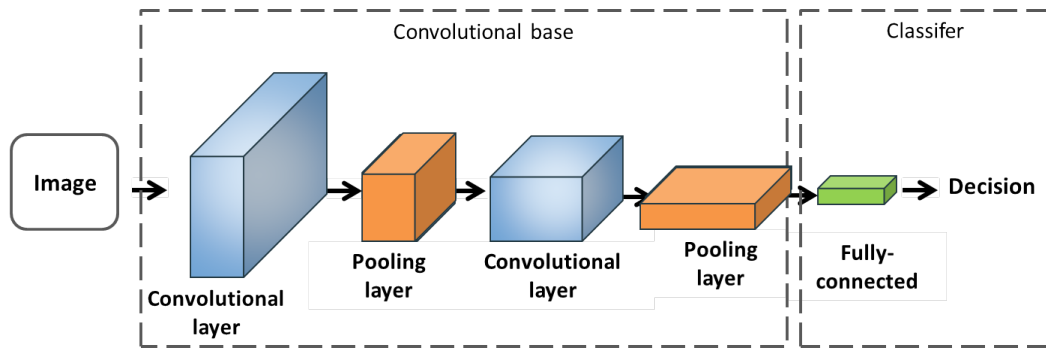 Convolutional base
Classifer
Image
Decision
Convolutional
layer
Pooling
layer
Convolutional
layer
Pooling
layer
Fully-
connected